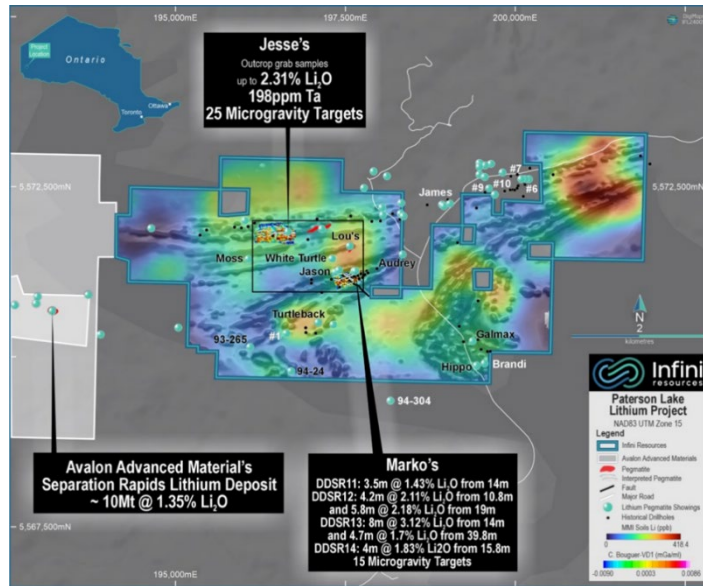 195,000 E
197,500 E
200,000 E
Project
Location
Ontario
Ottawa
Toronto
Jesse's
Outcrop grab samples
up to 2.31% Li₂O
198ppm Ta
25 Microgravity Targets
5,572,500mN
5,572,500mN
#7
#9
#10
#6
James
Lou's
Moss
White Turtle
Jason
Audrey
Turtleback
#1
93-265
94-24
Galmax
Hippo
Brandi
94-304
N
2
kilometres
Avalon Advanced Material's
Separation Rapids Lithium Deposit
~ 10Mt @ 1.35% Li₂O
Marko's
DDSR11: 3.5m @ 1.43% Li₂O from 14m
DDSR12: 4.2m @ 2.11% Li₂O from 10.8m
and 5.8m @ 2.18% Li₂O from 19m
DDSR13: 8m @ 3.12% Li₂O from 14m
and 4.7m @ 1.7% Li₂O from 39.8m
DDSR14: 4m @ 1.83% Li2O from 15.8m
15 Microgravity Targets
Infini
resources
Paterson Lake
Lithium Project
NAD83 UTM Zone 15
Legend
Infini Resources
Avalon Advanced Materials
Pegmatite
Interpreted Pegmatite
Fault
Major Road
Lithium Pegmatite Showings
Historical Drillholes
MMI Soils Li (ppb)
0
418.4
C. Bouguer-VD1 (mGal/m)
-0.0090
0.0003
0.0086
5,567,500mN
195,000 E
200,000 E